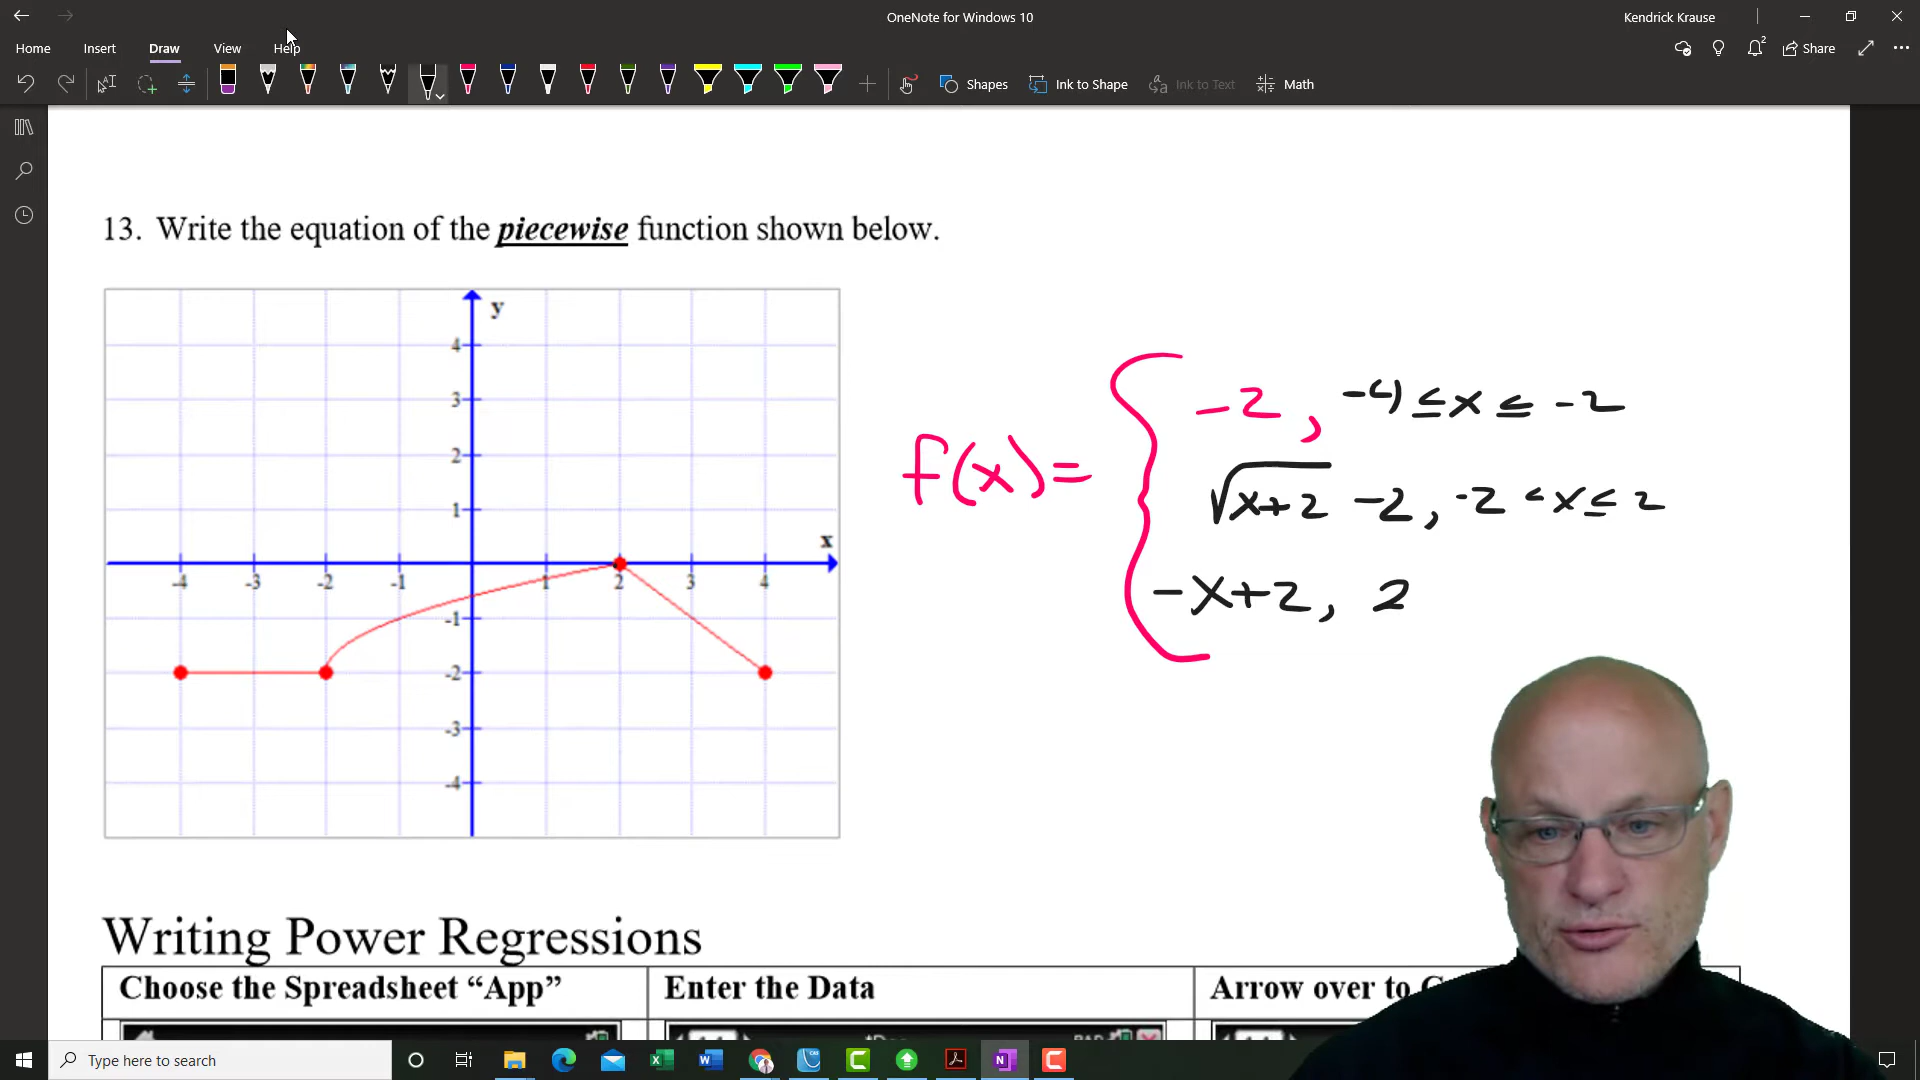 OneNote for Windows 10
Kendrick Krause
Home Insert Draw View Help
2
Share
Shapes Ink to Shape Ink to Text Math
13. Write the equation of the piecewise function shown below.
y
4
3
2
1
x
-4 -3 -2 -1 1 2 3 4
-1
-2
-3
-4
f(x)=
-2, -4 ≤ x ≤ -2
√x+2 -2, -2 < x ≤ 2
-x+2, 2
Writing Power Regressions
Choose the Spreadsheet “App” Enter the Data Arrow over to
Type here to search